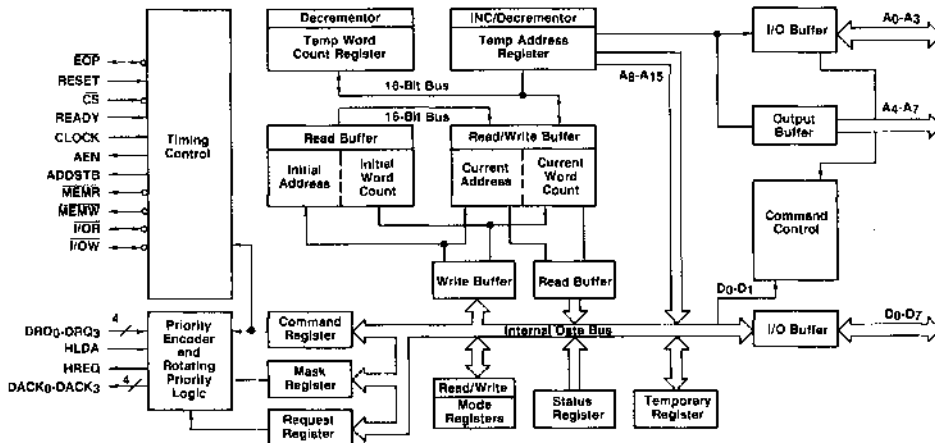 Decrementor
Temp Word
Count Register
INC/Decrementor
Temp Address
Register
I/O Buffer
A0-A3
A8-A15
16-Bit Bus
16-Bit Bus
EOP
RESET
CS
READY
CLOCK
AEN
ADDSTB
MEMR
MEMW
I/OR
I/OW
Timing
Control
Read Buffer
Initial
Address
Initial
Word
Count
Read/Write Buffer
Current
Address
Current
Word
Count
Output
Buffer
A4-A7
Command
Control
Write Buffer
Read Buffer
D0-D1
DRQ0-DRQ3
4
HLDA
HREQ
DACK0-DACK3
4
Priority
Encoder
and
Rotating
Priority
Logic
Command
Register
Mask
Register
Request
Register
Internal Data Bus
I/O Buffer
D0-D7
Read/Write
Mode
Registers
Status
Register
Temporary
Register